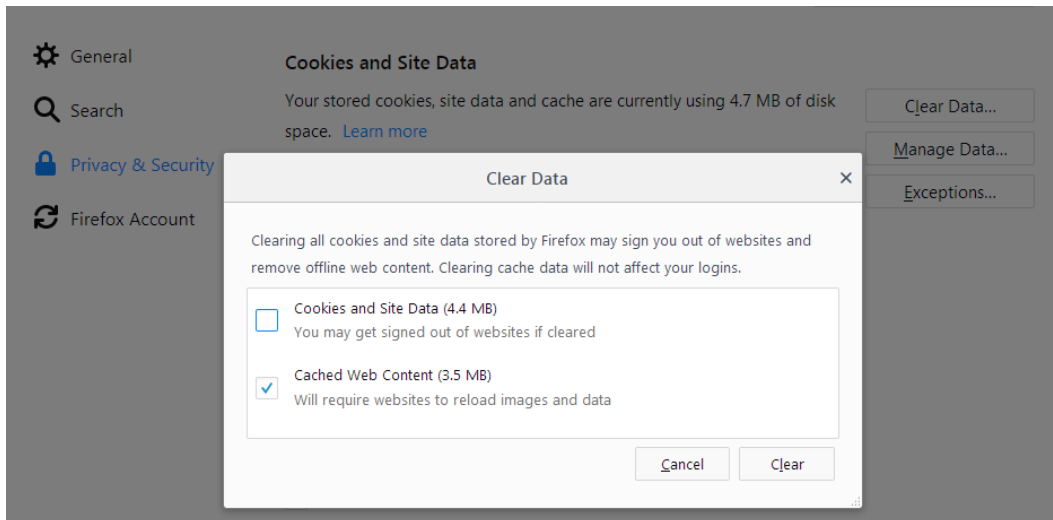 General
Search
Privacy & Security
Firefox Account
Cookies and Site Data
Your stored cookies, site data and cache are currently using 4.7 MB of disk
space. Learn more
Clear Data...
Manage Data...
Exceptions...
Clear Data
Clearing all cookies and site data stored by Firefox may sign you out of websites and
remove offline web content. Clearing cache data will not affect your logins.
Cookies and Site Data (4.4 MB)
You may get signed out of websites if cleared
Cached Web Content (3.5 MB)
Will require websites to reload images and data
Cancel
Clear